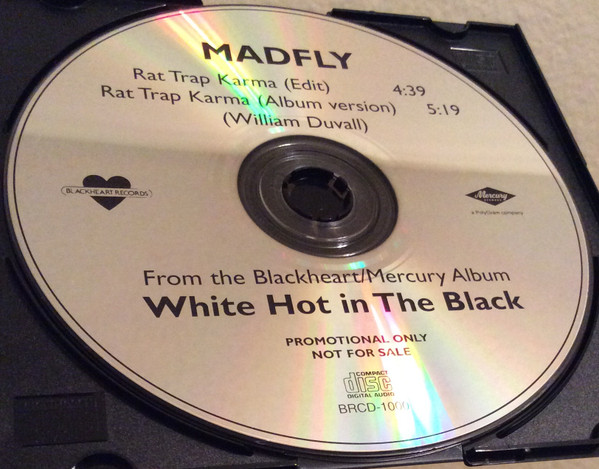 MADFLY
Rat Trap Karma (Edit) 4:39
Rat Trap Karma (Album version) 5:19
(William Duvall)
BLACKHEART RECORDS
Mercury
a PolyGram company
From the Blackheart/Mercury Album
White Hot in The Black
PROMOTIONAL ONLY
NOT FOR SALE
COMPACT
disc
DIGITAL AUDIO
BRCD-1000